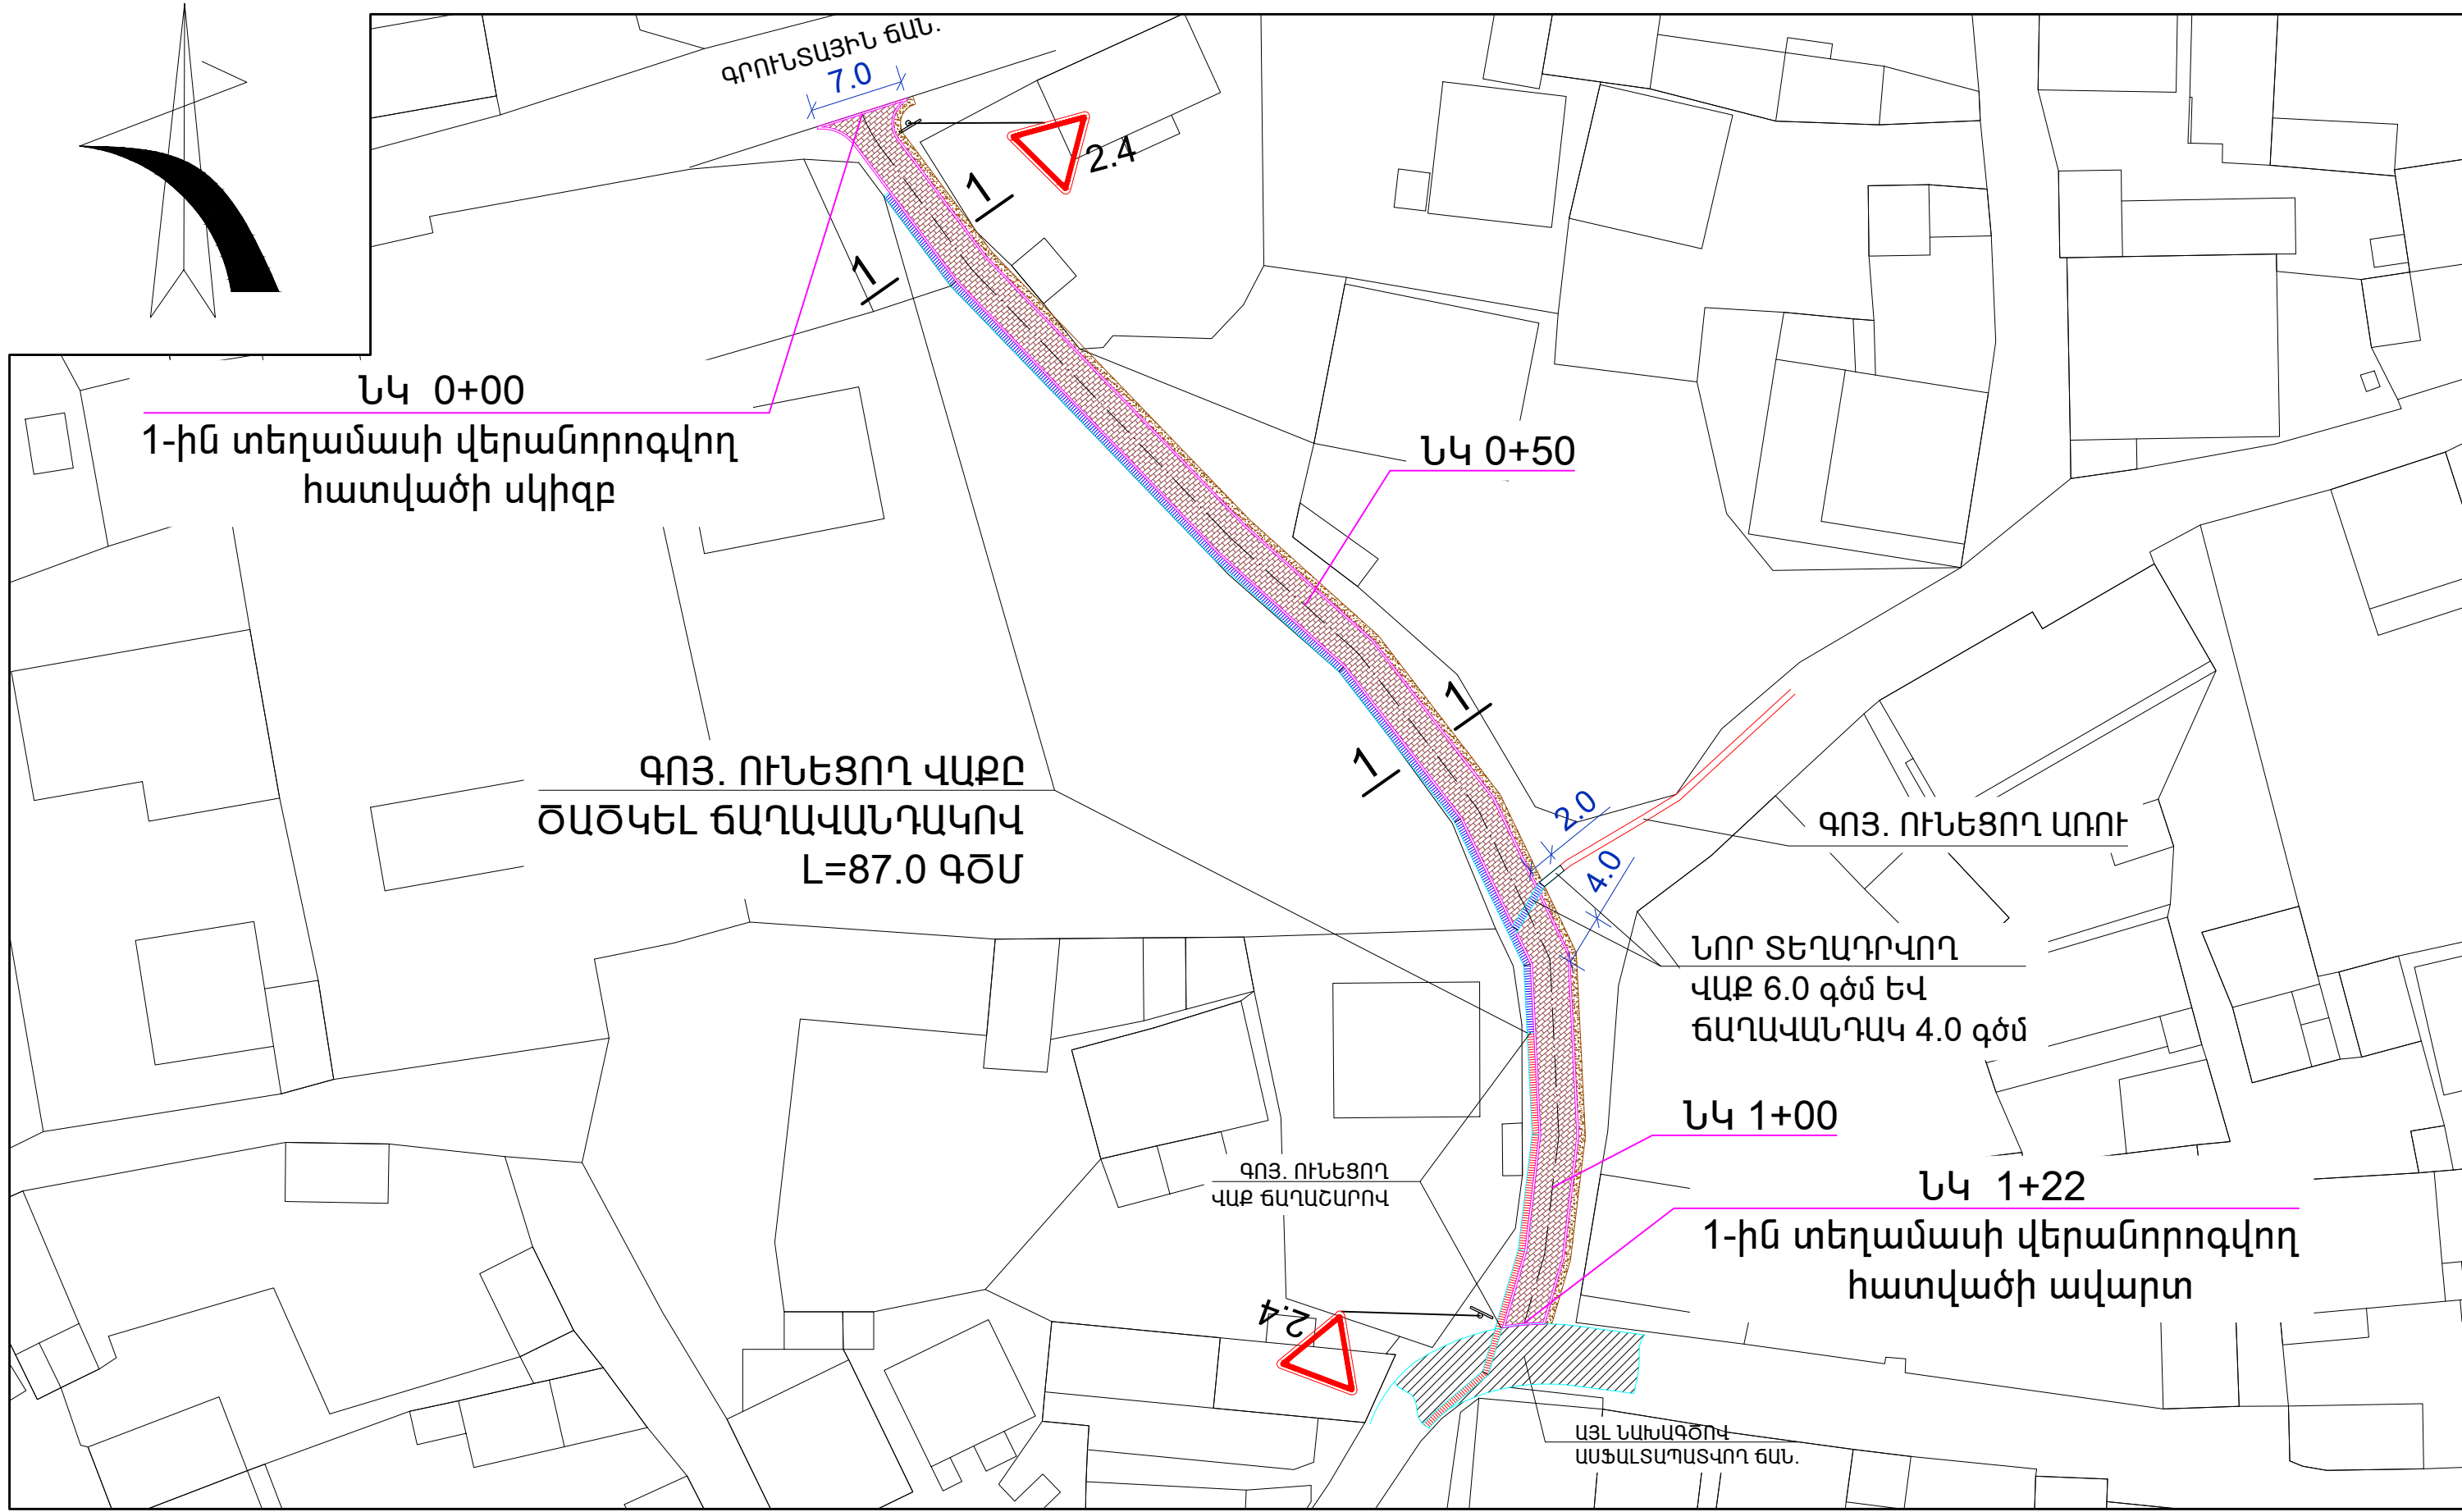 ԳՐՈՒՆՏԱՅԻՆ ՃԱՆ.
7.0
2.4
1
1
ՆԿ 0+00
1-ին տեղամասի վերանորոգվող
հատվածի սկիզբ
ՆԿ 0+50
1
1
ԳՈՅ. ՈՒՆԵՑՈՂ ՎԱՔԸ
ԾԱԾԿԵԼ ՃԱՂԱՎԱՆԴԱԿՈՎ
L=87.0 ԳԾՄ
2.0
4.0
ԳՈՅ. ՈՒՆԵՑՈՂ ԱՌՈՒ
ՆՈՐ ՏԵՂԱԴՐՎՈՂ
ՎԱՔ 6.0 գծմ ԵՎ
ՃԱՂԱՎԱՆԴԱԿ 4.0 գծմ
ՆԿ 1+00
ԳՈՅ. ՈՒՆԵՑՈՂ
ՎԱՔ ՃԱՂԱՇԱՐՈՎ
ՆԿ 1+22
1-ին տեղամասի վերանորոգվող
հատվածի ավարտ
2.4
ԱՅԼ ՆԱԽԱԳԾՈՎ
ԱՍՖԱԼՏԱՊԱՏՎՈՂ ՃԱՆ.